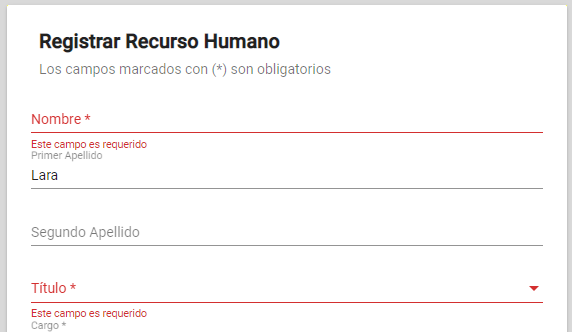 Registrar Recurso Humano
Los campos marcados con (*) son obligatorios
Nombre *
Este campo es requerido
Primer Apellido
Lara
Segundo Apellido
Título *
Este campo es requerido
Cargo *